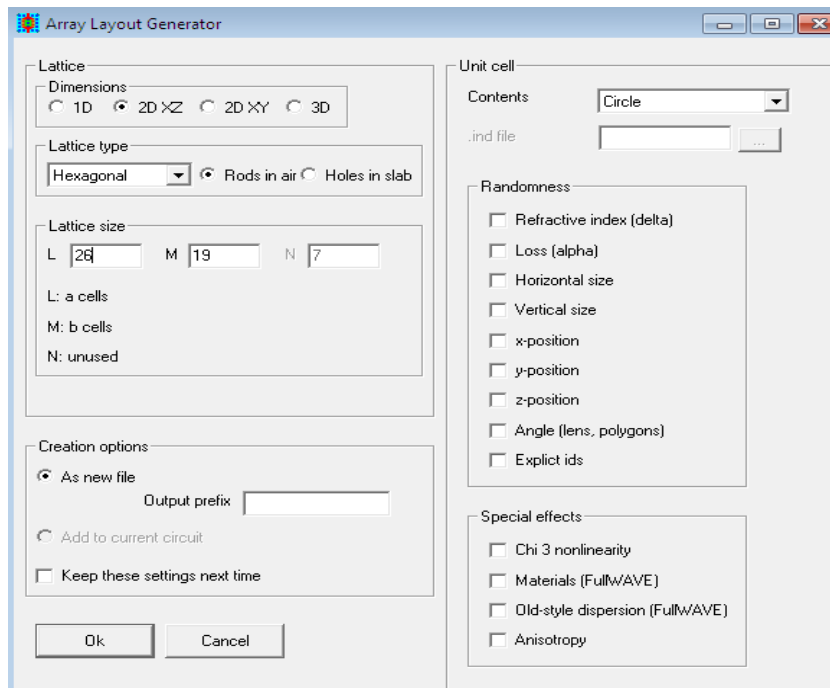 Array Layout Generator
Lattice
Dimensions
1D 2D XZ 2D XY 3D
Lattice type
Hexagonal Rods in air Holes in slab
Lattice size
L 26 M 19 N 7
L: a cells
M: b cells
N: unused
Creation options
As new file
Output prefix
Add to current circuit
Keep these settings next time
Ok Cancel
Unit cell
Contents Circle
.ind file ...
Randomness
Refractive index (delta)
Loss (alpha)
Horizontal size
Vertical size
x-position
y-position
z-position
Angle (lens, polygons)
Explict ids
Special effects
Chi 3 nonlinearity
Materials (FullWAVE)
Old-style dispersion (FullWAVE)
Anisotropy